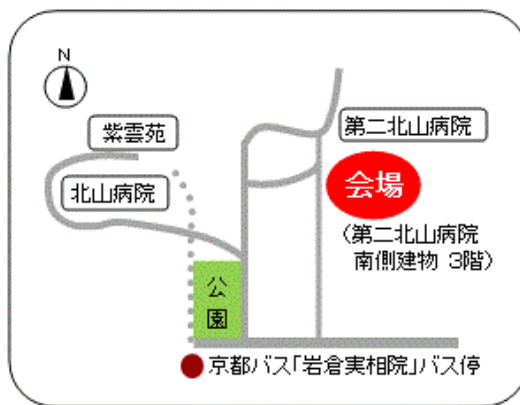 N
紫雲苑
第二北山病院
北山病院
会場
(第二北山病院
南側建物 3階)
公
園
京都バス「岩倉実相院」バス停